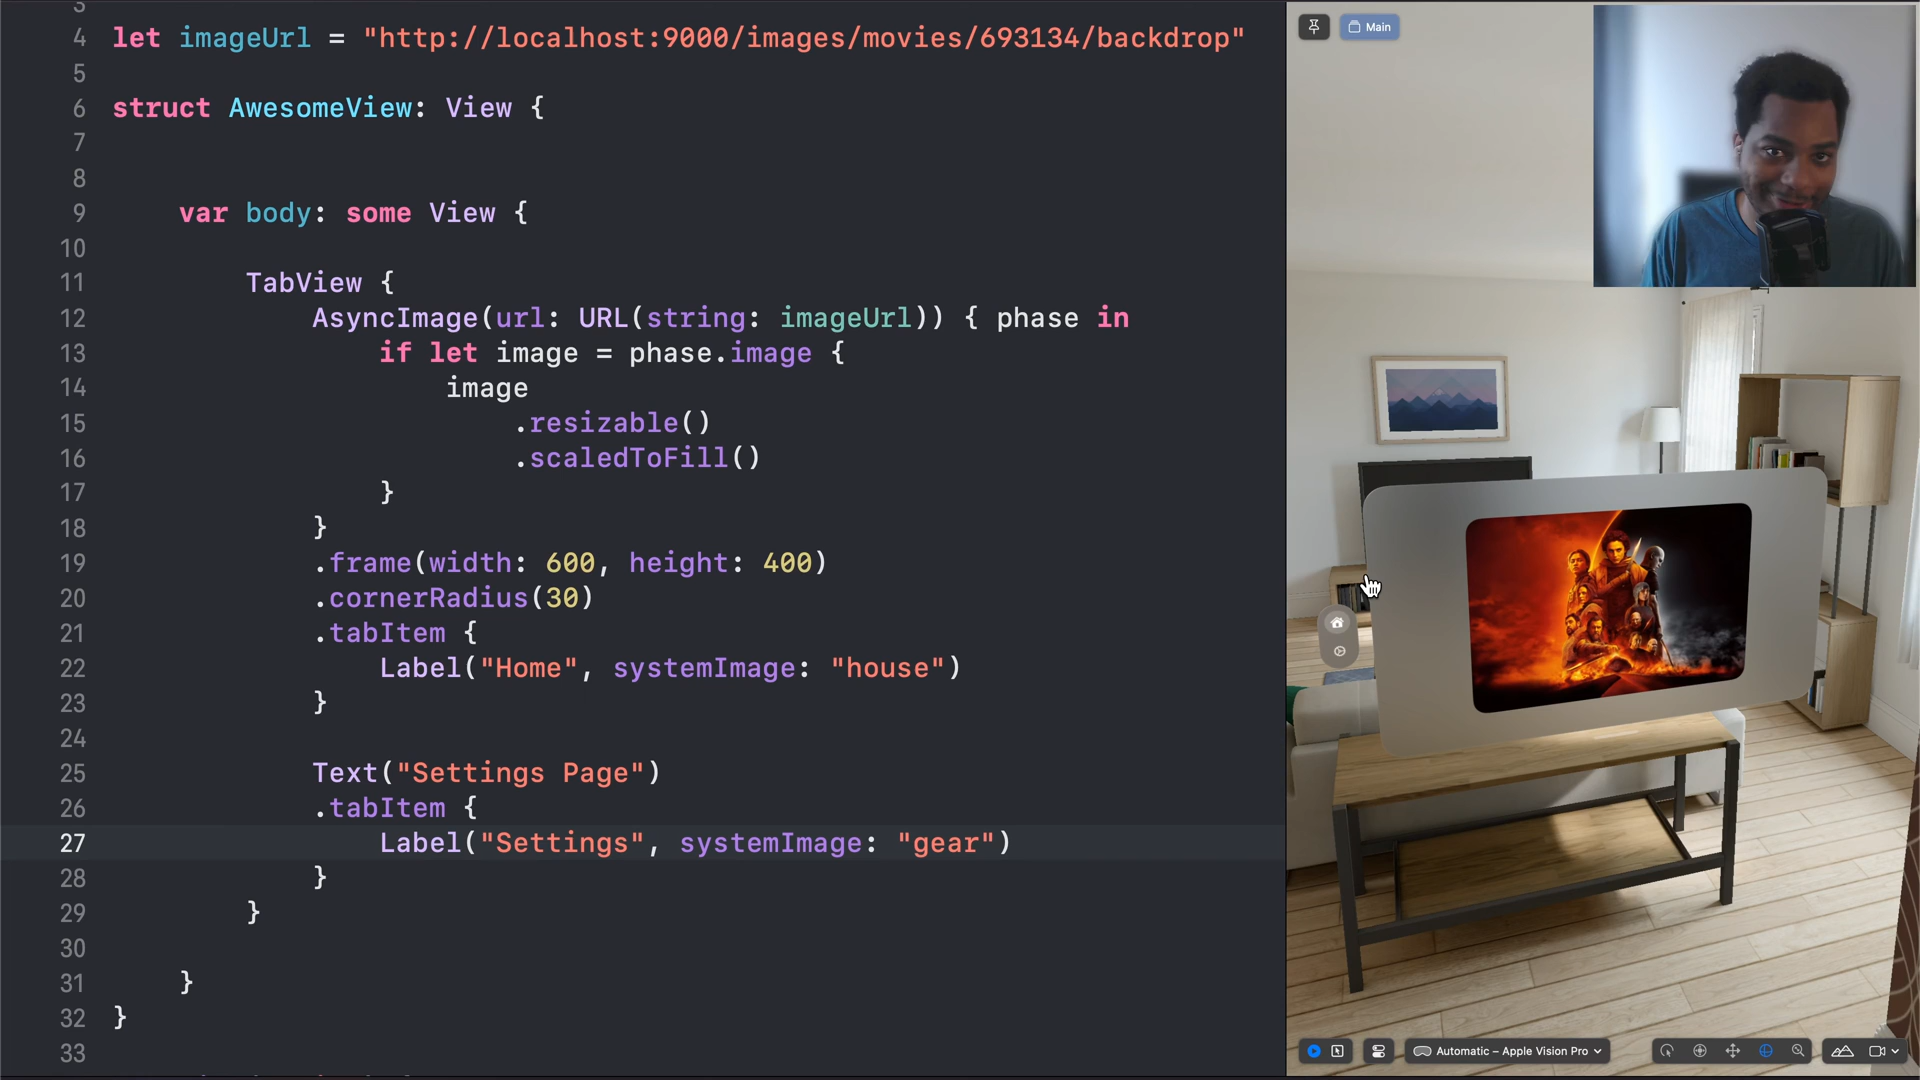 3
4 let imageUrl = "http://localhost:9000/images/movies/693134/backdrop"
5
6 struct AwesomeView: View {
7
8
9 var body: some View {
10
11 TabView {
12 AsyncImage(url: URL(string: imageUrl)) { phase in
13 if let image = phase.image {
14 image
15 .resizable()
16 .scaledToFill()
17 }
18 }
19 .frame(width: 600, height: 400)
20 .cornerRadius(30)
21 .tabItem {
22 Label("Home", systemImage: "house")
23 }
24
25 Text("Settings Page")
26 .tabItem {
27 Label("Settings", systemImage: "gear")
28 }
29 }
30
31 }
32 }
33
Main
Automatic – Apple Vision Pro